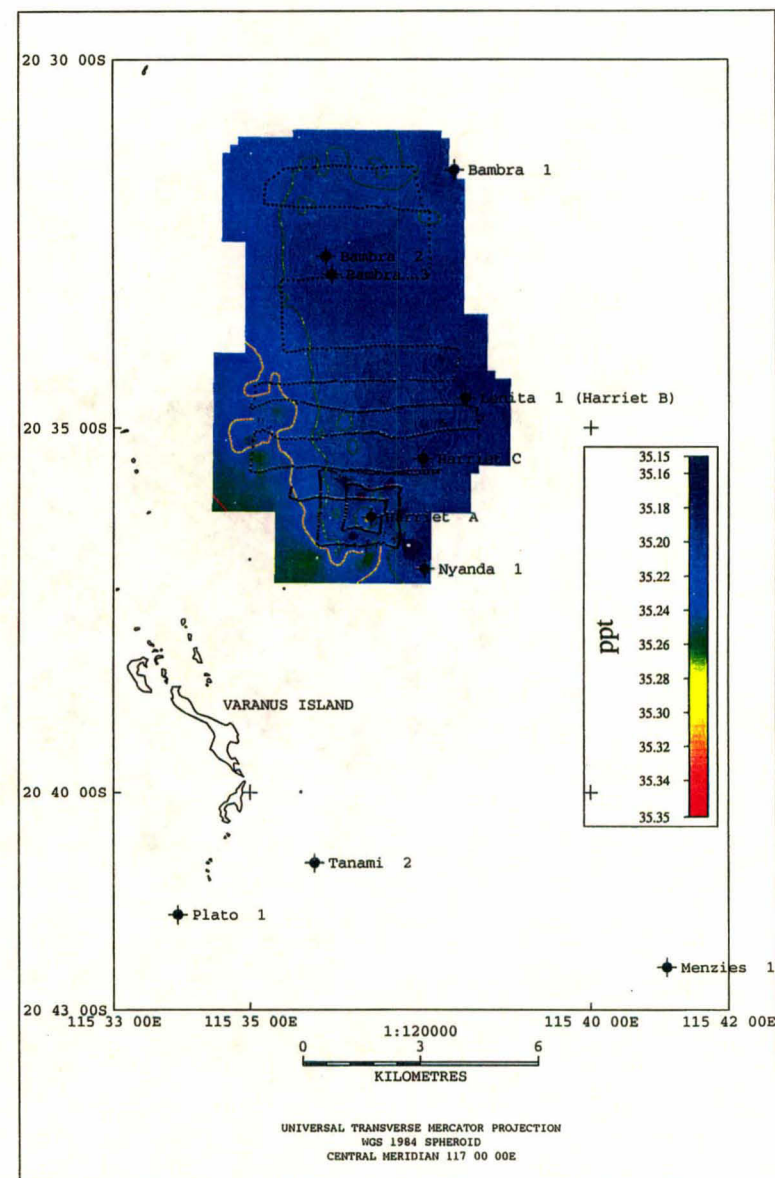 20 30 00S
Bambra 1
Bambra 2
Bambra 3
1 (Harriet B)
20 35 00S
Harriet C
Harriet A
Nyanda 1
35.15
35.16
35.20
35.22
35.24
35.26
35.28
35.30
35.32
35.34
35.35
ppt
VARANUS ISLAND
20 40 00S
Tanami 2
Plato 1
Menzies 1
20 43 00S
115 33 00E
115 35 00E
115 40 00E
115 42 00E
1:120000
0
3
6
KILOMETRES
UNIVERSAL TRANSVERSE MERCATOR PROJECTION
WGS 1984 SPHEROID
CENTRAL MERIDIAN 117 00 00E